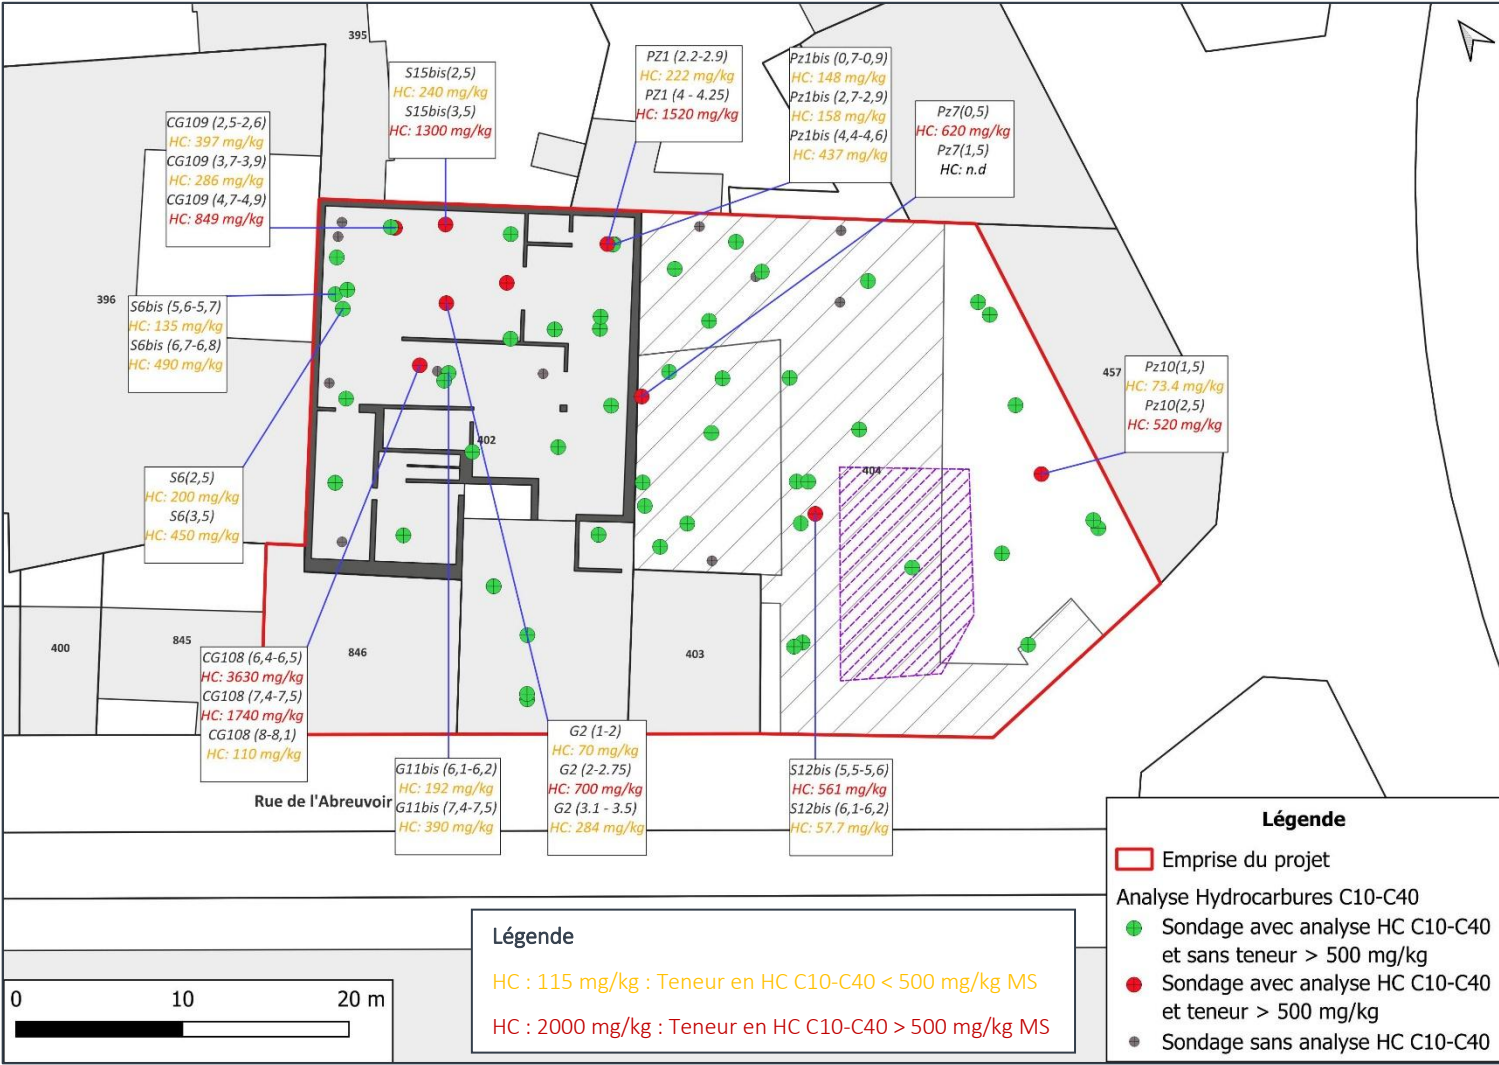 395
S15bis(2,5)
HC: 240 mg/kg
S15bis(3,5)
HC: 1300 mg/kg
PZ1 (2.2-2.9)
HC: 222 mg/kg
PZ1 (4 - 4.25)
HC: 1520 mg/kg
Pz1bis (0,7-0,9)
HC: 148 mg/kg
Pz1bis (2,7-2,9)
HC: 158 mg/kg
Pz1bis (4,4-4,6)
HC: 437 mg/kg
Pz7(0,5)
HC: 620 mg/kg
Pz7(1,5)
HC: n.d
CG109 (2,5-2,6)
HC: 397 mg/kg
CG109 (3,7-3,9)
HC: 286 mg/kg
CG109 (4,7-4,9)
HC: 849 mg/kg
396
S6bis (5,6-5,7)
HC: 135 mg/kg
S6bis (6,7-6,8)
HC: 490 mg/kg
457
Pz10(1,5)
HC: 73.4 mg/kg
Pz10(2,5)
HC: 520 mg/kg
402
404
S6(2,5)
HC: 200 mg/kg
S6(3,5)
HC: 450 mg/kg
400
845
846
403
CG108 (6,4-6,5)
HC: 3630 mg/kg
CG108 (7,4-7,5)
HC: 1740 mg/kg
CG108 (8-8,1)
HC: 110 mg/kg
G11bis (6,1-6,2)
HC: 192 mg/kg
G11bis (7,4-7,5)
HC: 390 mg/kg
G2 (1-2)
HC: 70 mg/kg
G2 (2-2.75)
HC: 700 mg/kg
G2 (3.1 - 3.5)
HC: 284 mg/kg
S12bis (5,5-5,6)
HC: 561 mg/kg
S12bis (6,1-6,2)
HC: 57.7 mg/kg
Rue de l'Abreuvoir
Légende
Emprise du projet
Analyse Hydrocarbures C10-C40
Sondage avec analyse HC C10-C40
et sans teneur > 500 mg/kg
Sondage avec analyse HC C10-C40
et teneur > 500 mg/kg
Sondage sans analyse HC C10-C40
Légende
HC : 115 mg/kg : Teneur en HC C10-C40 < 500 mg/kg MS
HC : 2000 mg/kg : Teneur en HC C10-C40 > 500 mg/kg MS
0 10 20 m